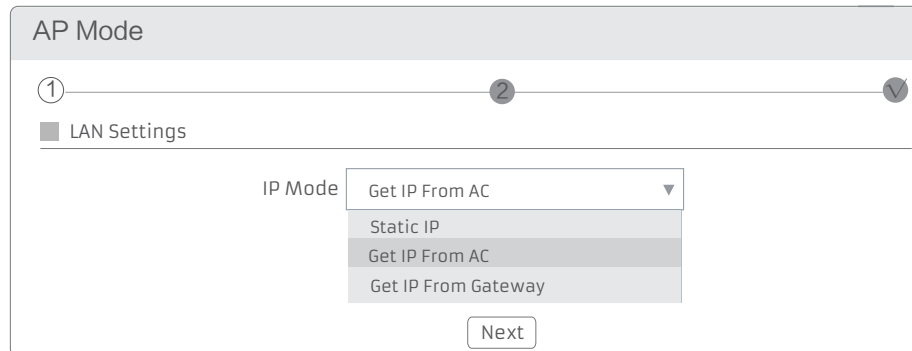 AP Mode
1 2 √
LAN Settings
IP Mode Get IP From AC ▼
Static IP
Get IP From AC
Get IP From Gateway
Next